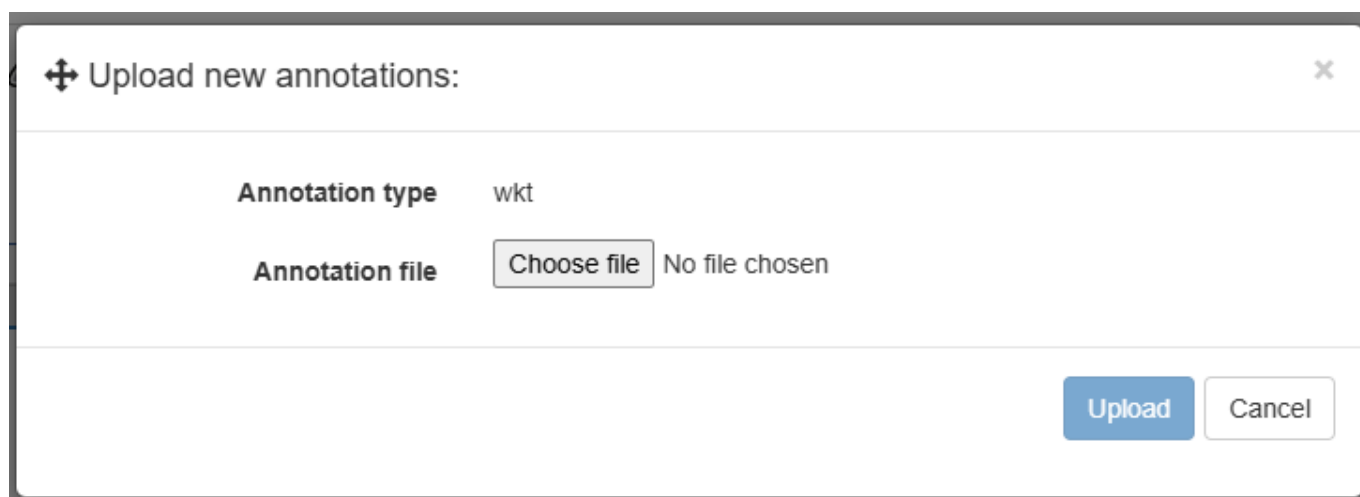 Upload new annotations:
×
Annotation type wkt
Annotation file Choose file No file chosen
Upload Cancel